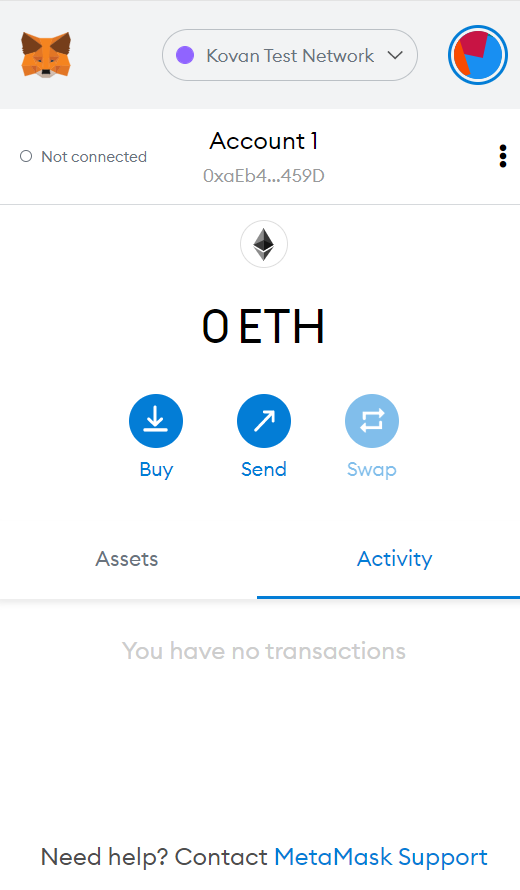 Kovan Test Network
Account 1
Not connected
0xaEb4...459D
0 ETH
Buy Send Swap
Assets Activity
You have no transactions
Need help? Contact MetaMask Support